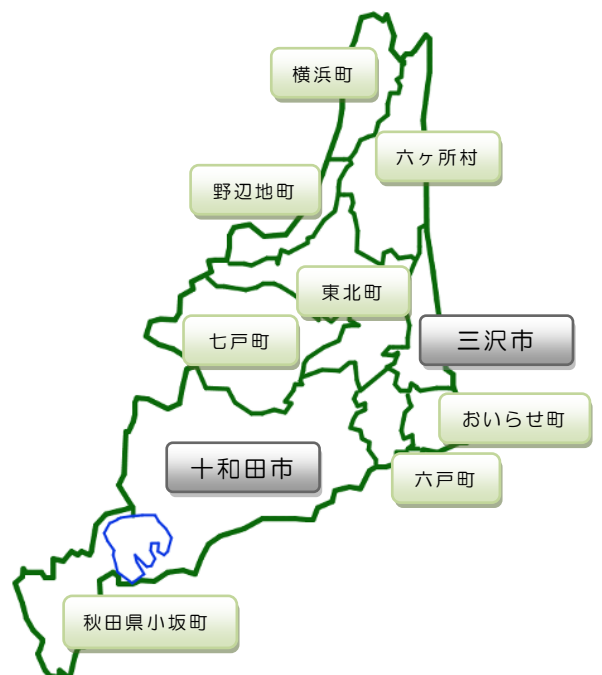 横浜町
六ヶ所村
野辺地町
東北町
七戸町
三沢市
おいらせ町
十和田市
六戸町
秋田県小坂町